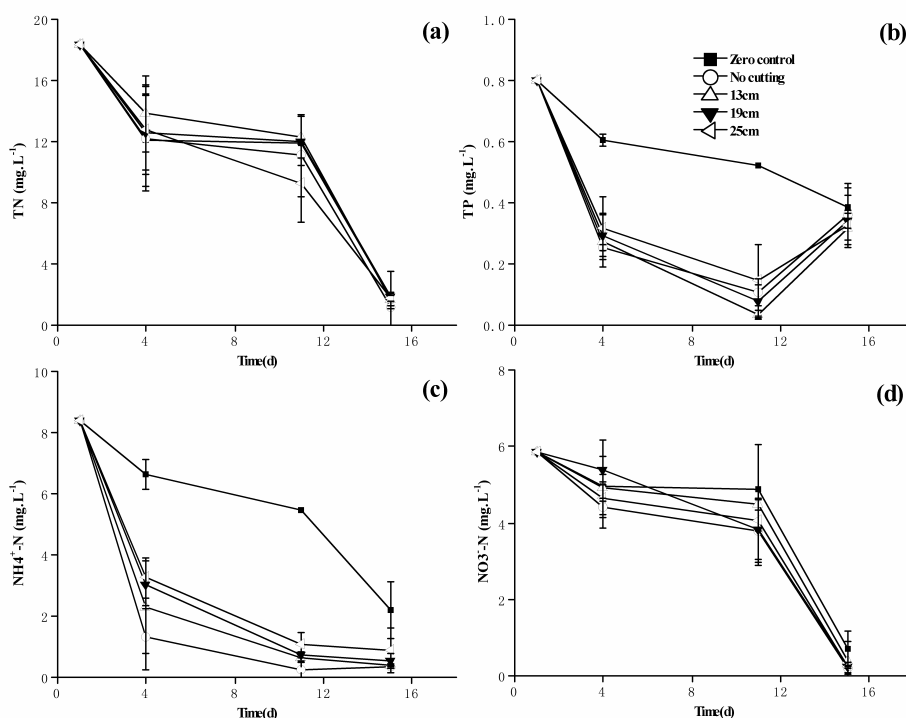 (a)
20
16
12
8
4
0
TN (mg.L⁻¹)
0 4 8 12 16
Time(d)
(b)
Zero control
No cutting
13cm
19cm
25cm
1.0
0.8
0.6
0.4
0.2
0.0
TP (mg.L⁻¹)
0 4 8 12 16
Time(d)
(c)
10
8
6
4
2
0
NH4⁺-N (mg.L⁻¹)
0 4 8 12 16
Time(d)
(d)
8
6
4
2
0
NO3⁻-N (mg.L⁻¹)
0 4 8 12 16
Time(d)